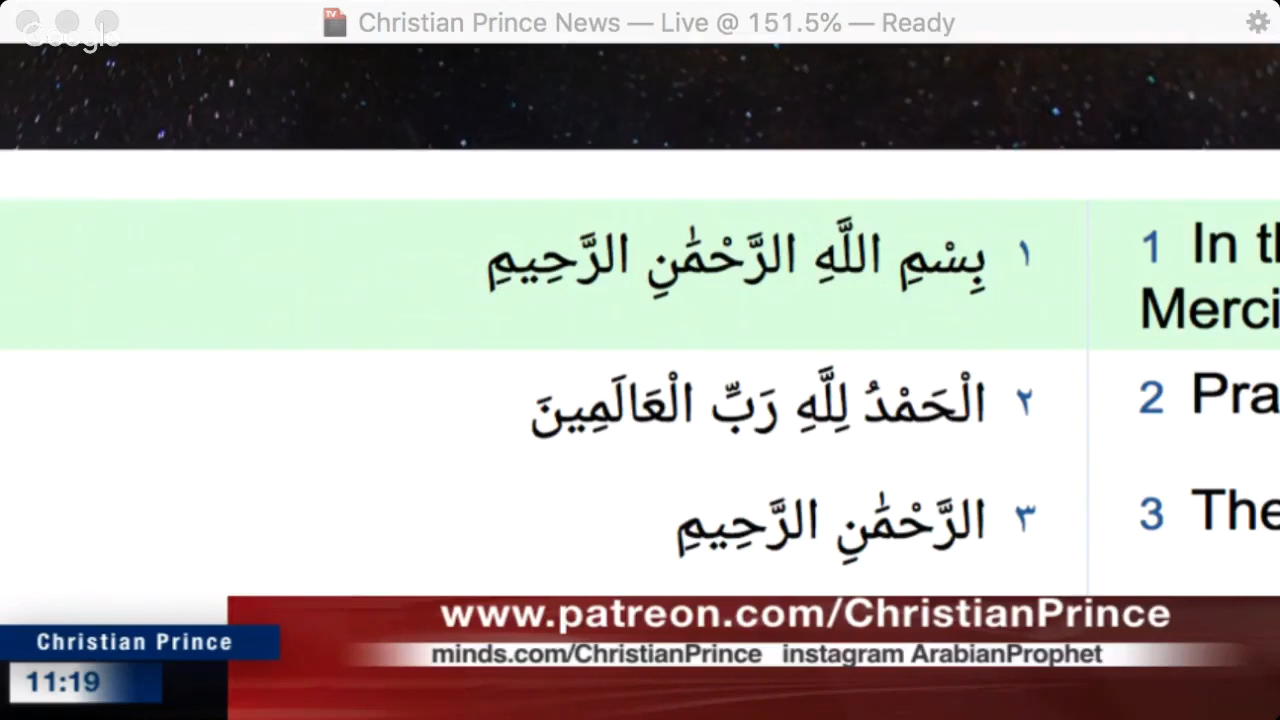 Christian Prince News — Live @ 151.5% — Ready
Google
بِسْمِ اللَّهِ الرَّحْمَٰنِ الرَّحِيمِ ١
1 In th
Merci
الْحَمْدُ لِلَّهِ رَبِّ الْعَالَمِينَ ٢
2 Pra
الرَّحْمَٰنِ الرَّحِيمِ ٣
3 The
www.patreon.com/ChristianPrince
Christian Prince
minds.com/ChristianPrince instagram ArabianProphet
11:19